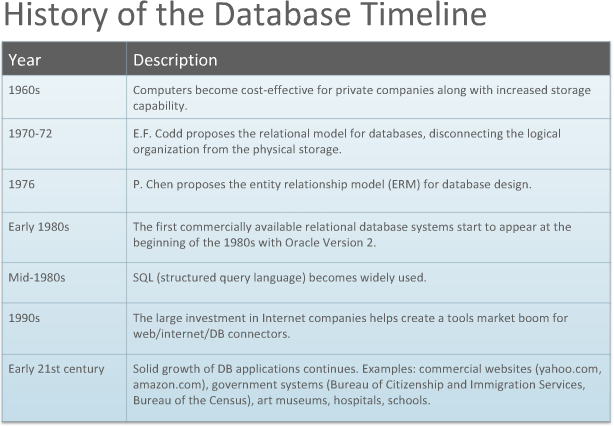 History of the Database Timeline
Year Description
1960s Computers become cost-effective for private companies along with increased storage
capability.
1970-72 E.F. Codd proposes the relational model for databases, disconnecting the logical
organization from the physical storage.
1976 P. Chen proposes the entity relationship model (ERM) for database design.
Early 1980s The first commercially available relational database systems start to appear at the
beginning of the 1980s with Oracle Version 2.
Mid-1980s SQL (structured query language) becomes widely used.
1990s The large investment in Internet companies helps create a tools market boom for
web/internet/DB connectors.
Early 21st century Solid growth of DB applications continues. Examples: commercial websites (yahoo.com,
amazon.com), government systems (Bureau of Citizenship and Immigration Services,
Bureau of the Census), art museums, hospitals, schools.